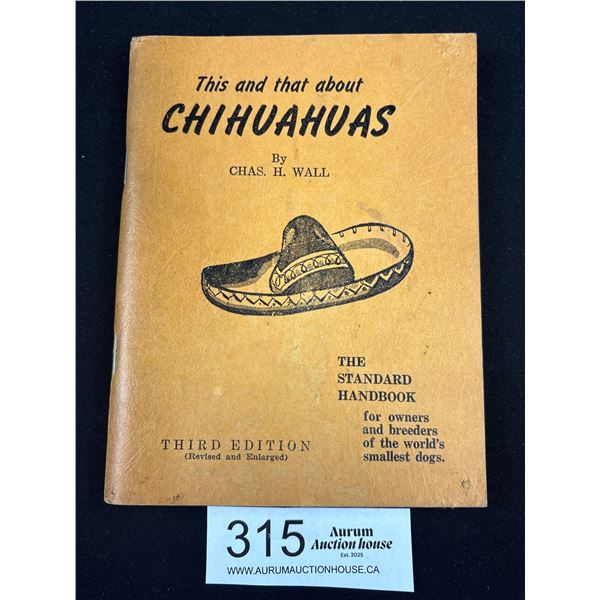 This and that about
CHIHUAHUAS
By
CHAS. H. WALL
THE
STANDARD
HANDBOOK
for owners
and breeders
of the world's
smallest dogs.
THIRD EDITION
(Revised and Enlarged)
315
Aurum
Auction house
Est. 2025
WWW.AURUMAUCTIONHOUSE.CA